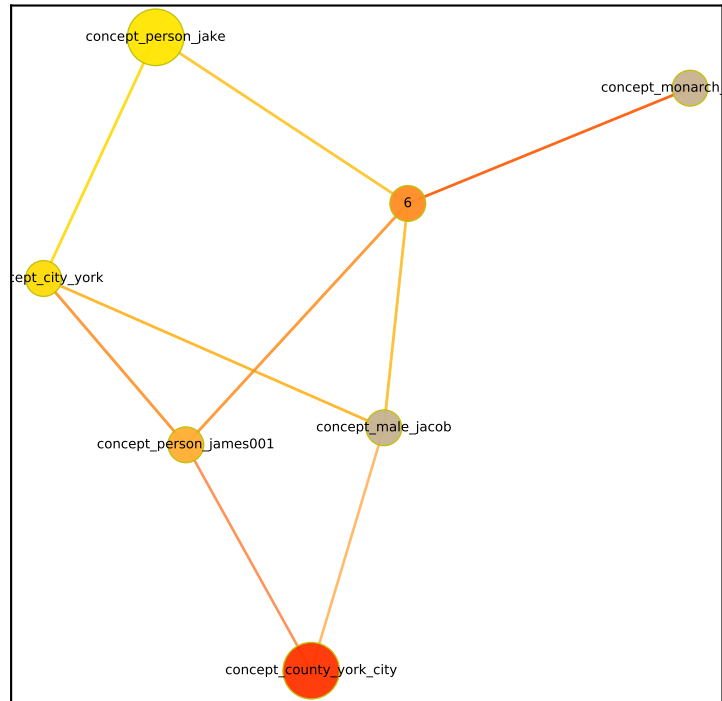 concept_person_jake
concept_monarch_
6
cept_city_york
concept_male_jacob
concept_person_james001
concept_county_york_city